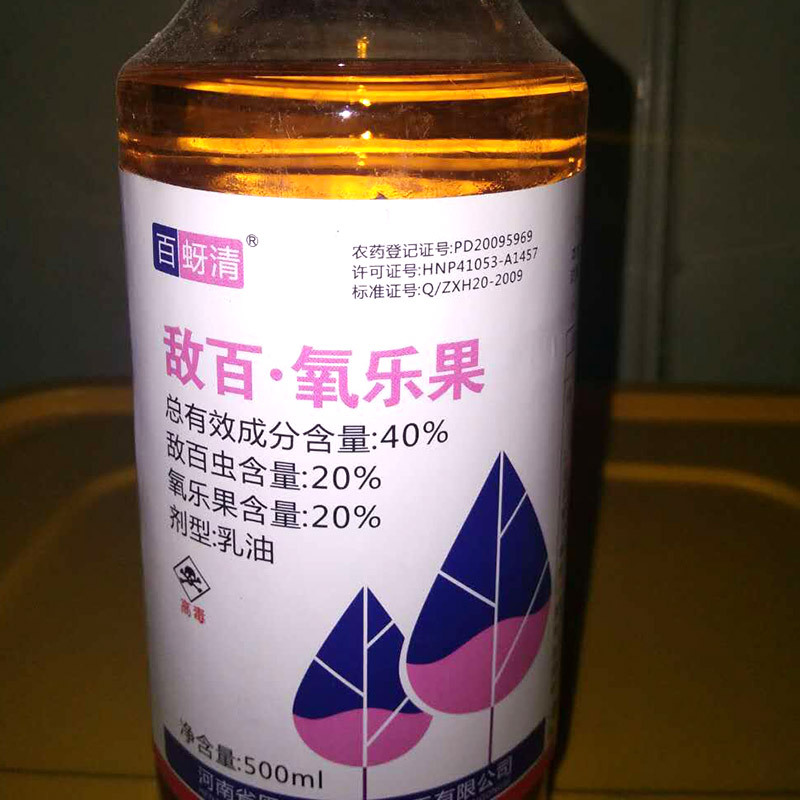 百蚜清®
农药登记证号:PD20095969
许可证号:HNP41053-A1457
标准证号:Q/ZXH20-2009
敌百·氧乐果
总有效成分含量:40%
敌百虫含量:20%
氧乐果含量:20%
剂型:乳油
高毒
净含量:500ml
河南省 有限公司